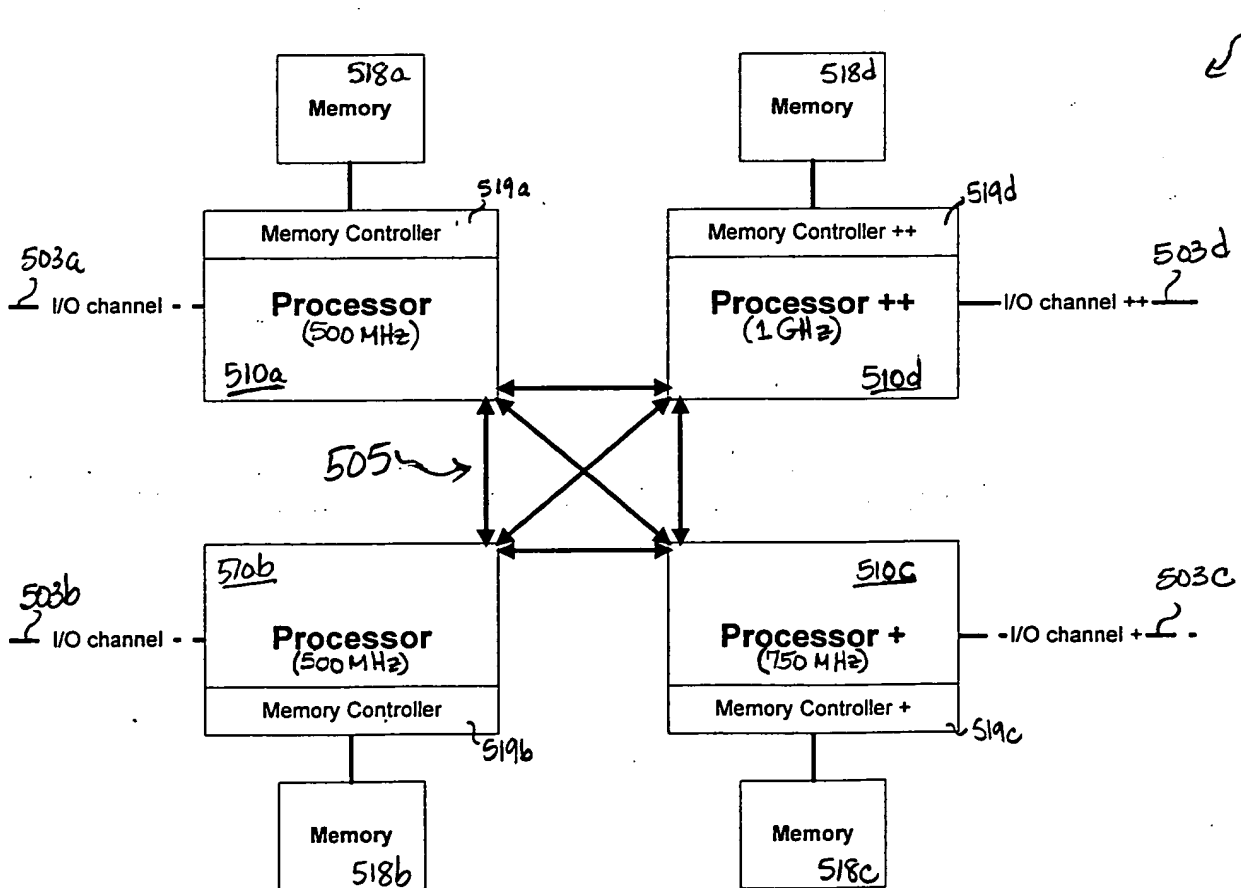 518a
Memory
518d
Memory
519a
Memory Controller
519d
Memory Controller ++
503a
I/O channel
Processor
(500 MHz)
510a
Processor ++
(1 GHz)
510d
503d
I/O channel ++
505
510b
503b
I/O channel
Processor
(500 MHz)
Memory Controller
519b
510c
503c
Processor +
(750 MHz)
I/O channel +
Memory Controller +
519c
Memory
518b
Memory
518c